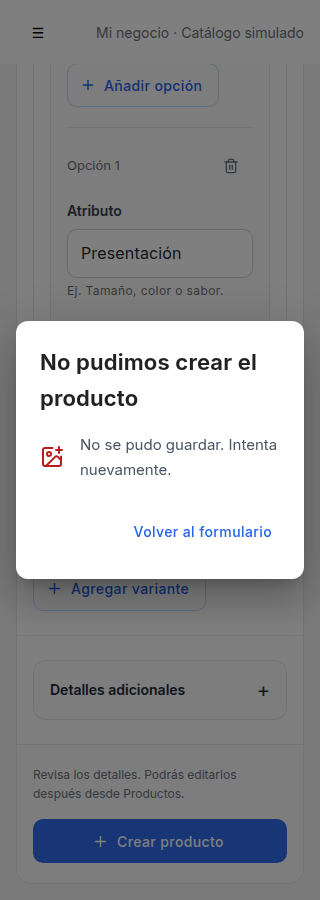 ☰ Mi negocio · Catálogo simulado
+ Añadir opción
Opción 1
Atributo
Presentación
Ej. Tamaño, color o sabor.
No pudimos crear el
producto
No se pudo guardar. Intenta
nuevamente.
Volver al formulario
+ Agregar variante
Detalles adicionales +
Revisa los detalles. Podrás editarlos
después desde Productos.
+ Crear producto